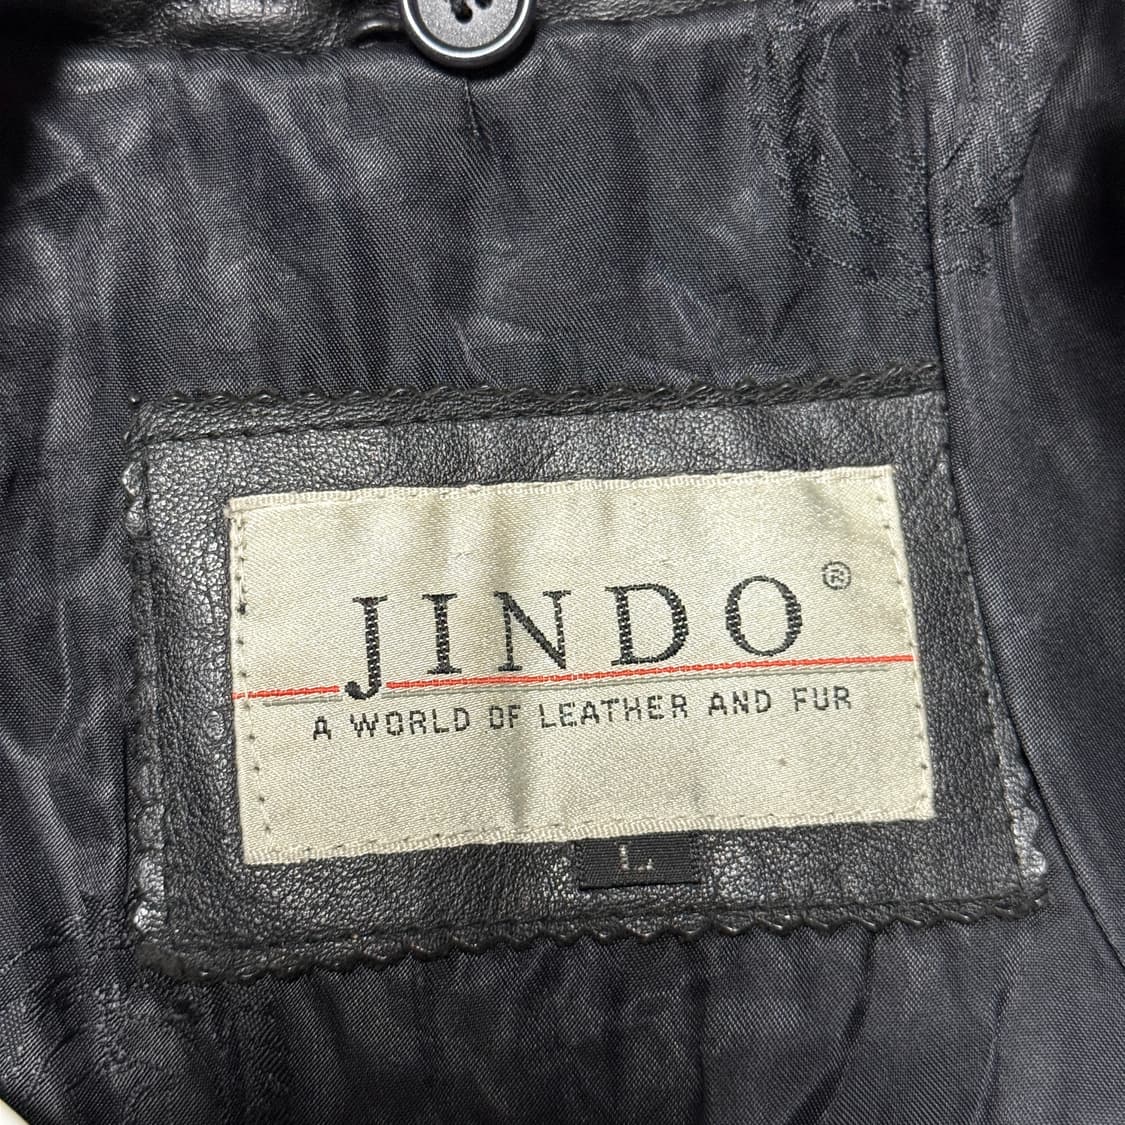 JINDO®
A WORLD OF LEATHER AND FUR
L